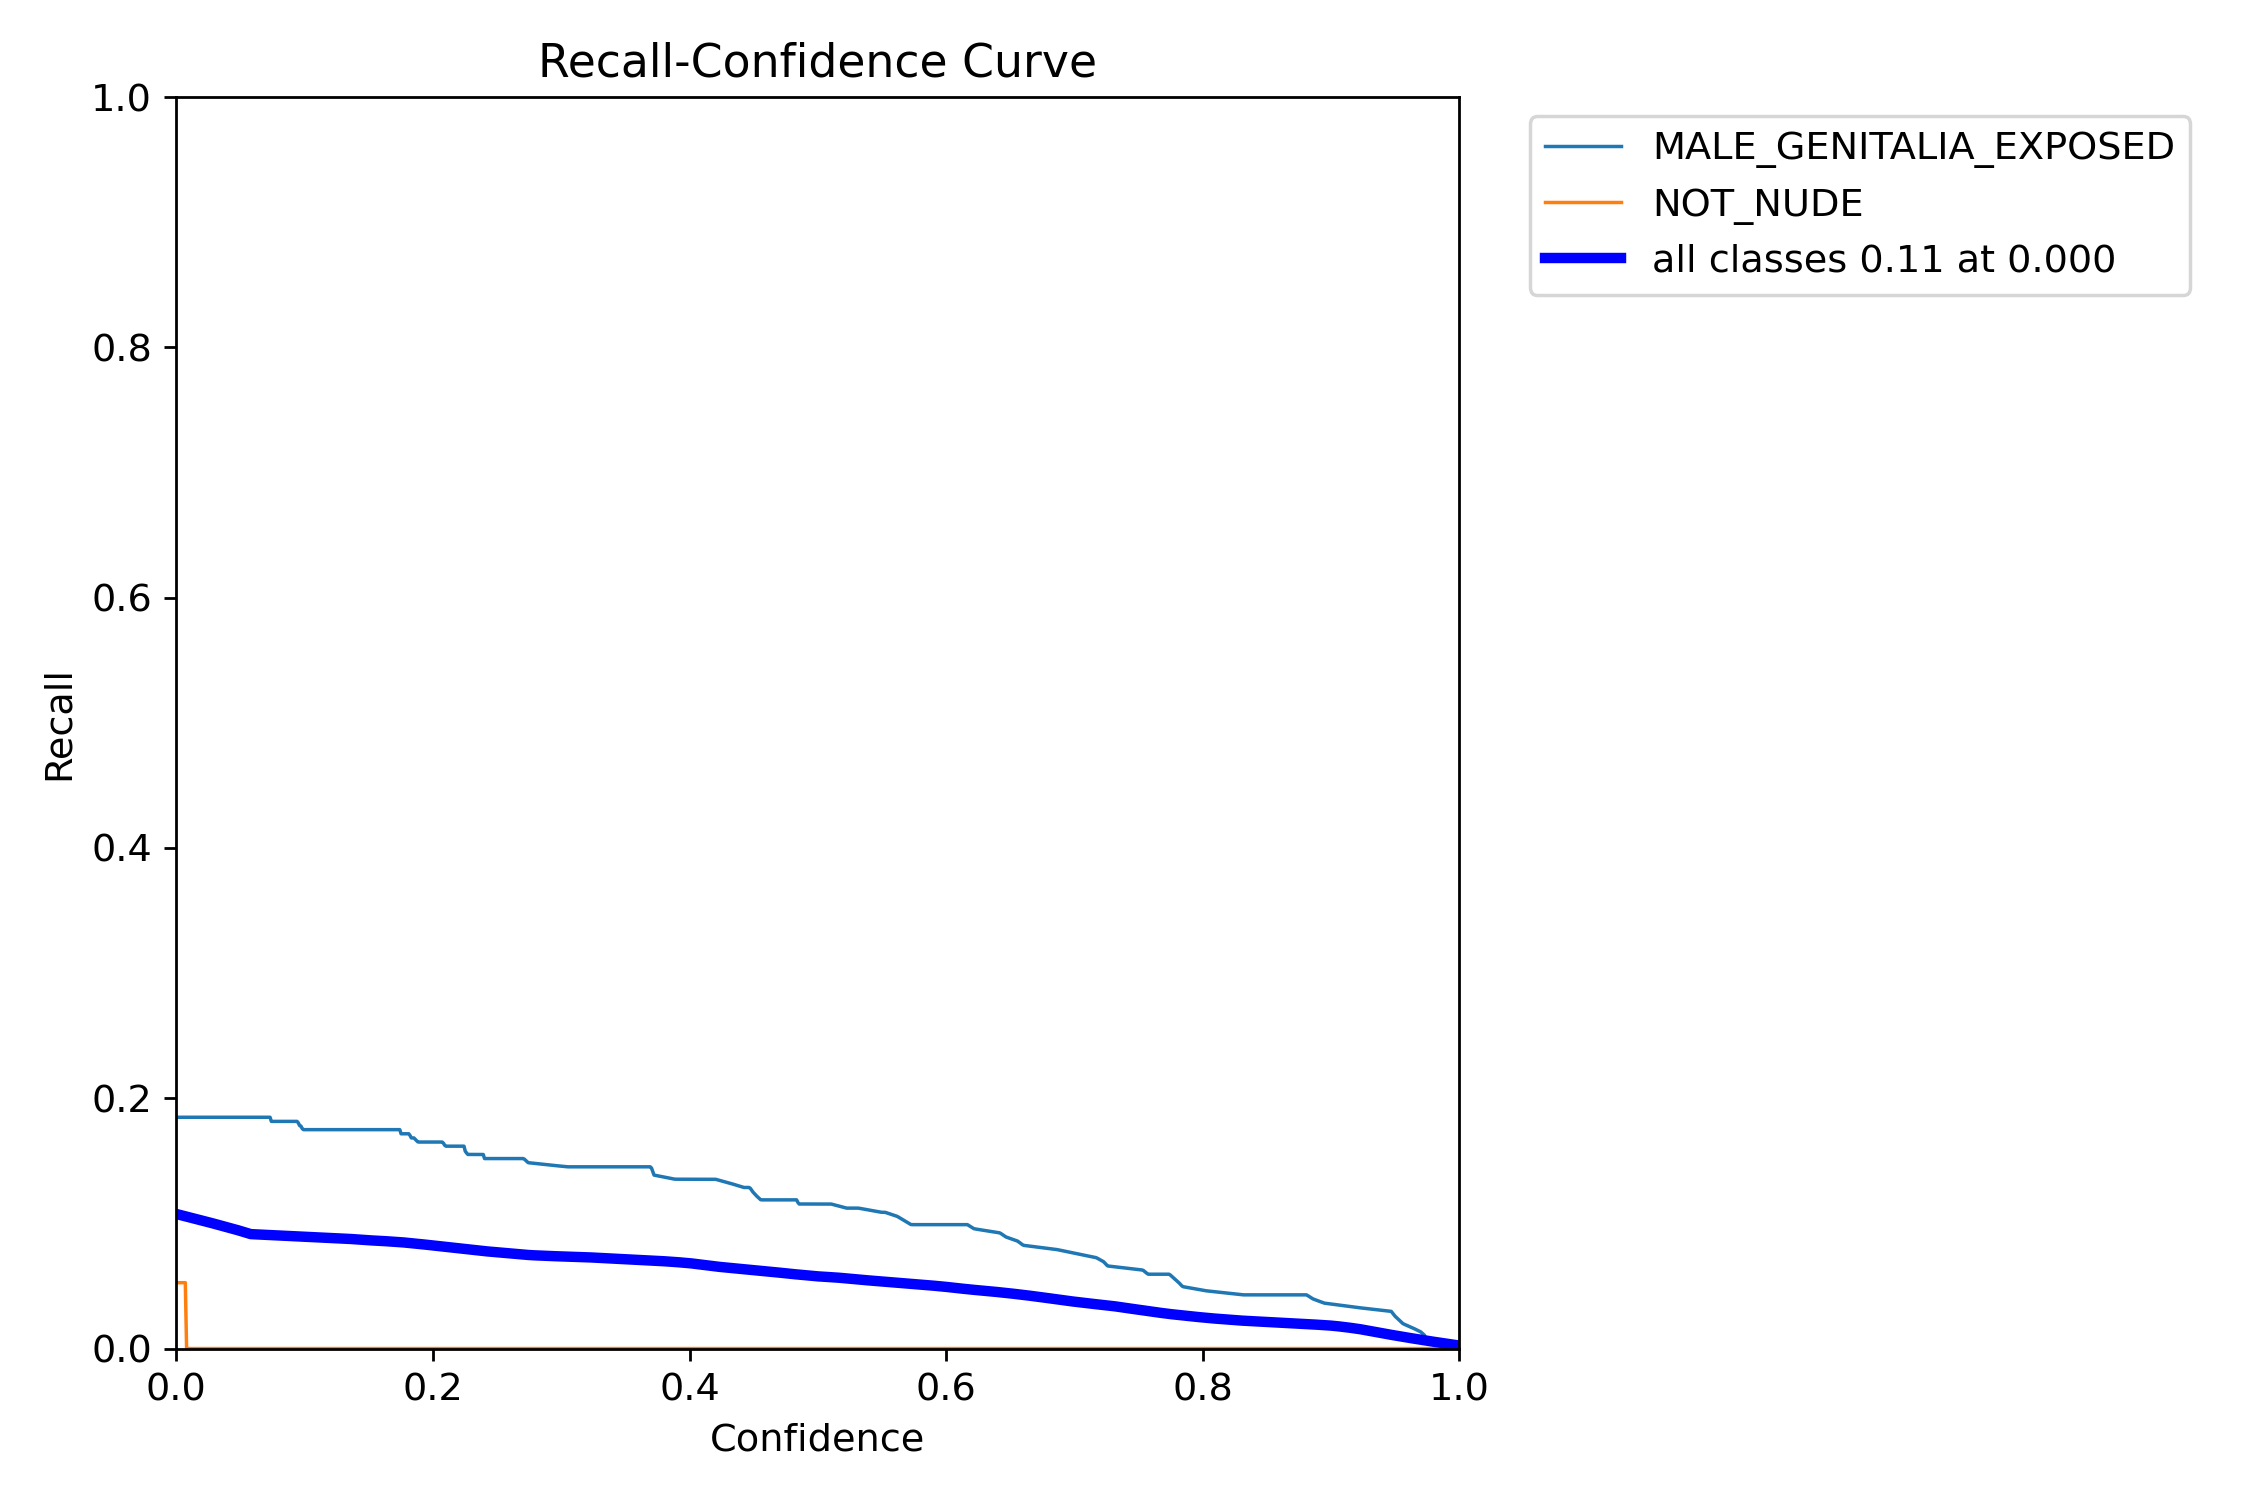 Recall-Confidence Curve
1.0
0.8
0.6
0.4
0.2
0.0
Recall
0.0 0.2 0.4 0.6 0.8 1.0
Confidence
MALE_GENITALIA_EXPOSED
NOT_NUDE
all classes 0.11 at 0.000